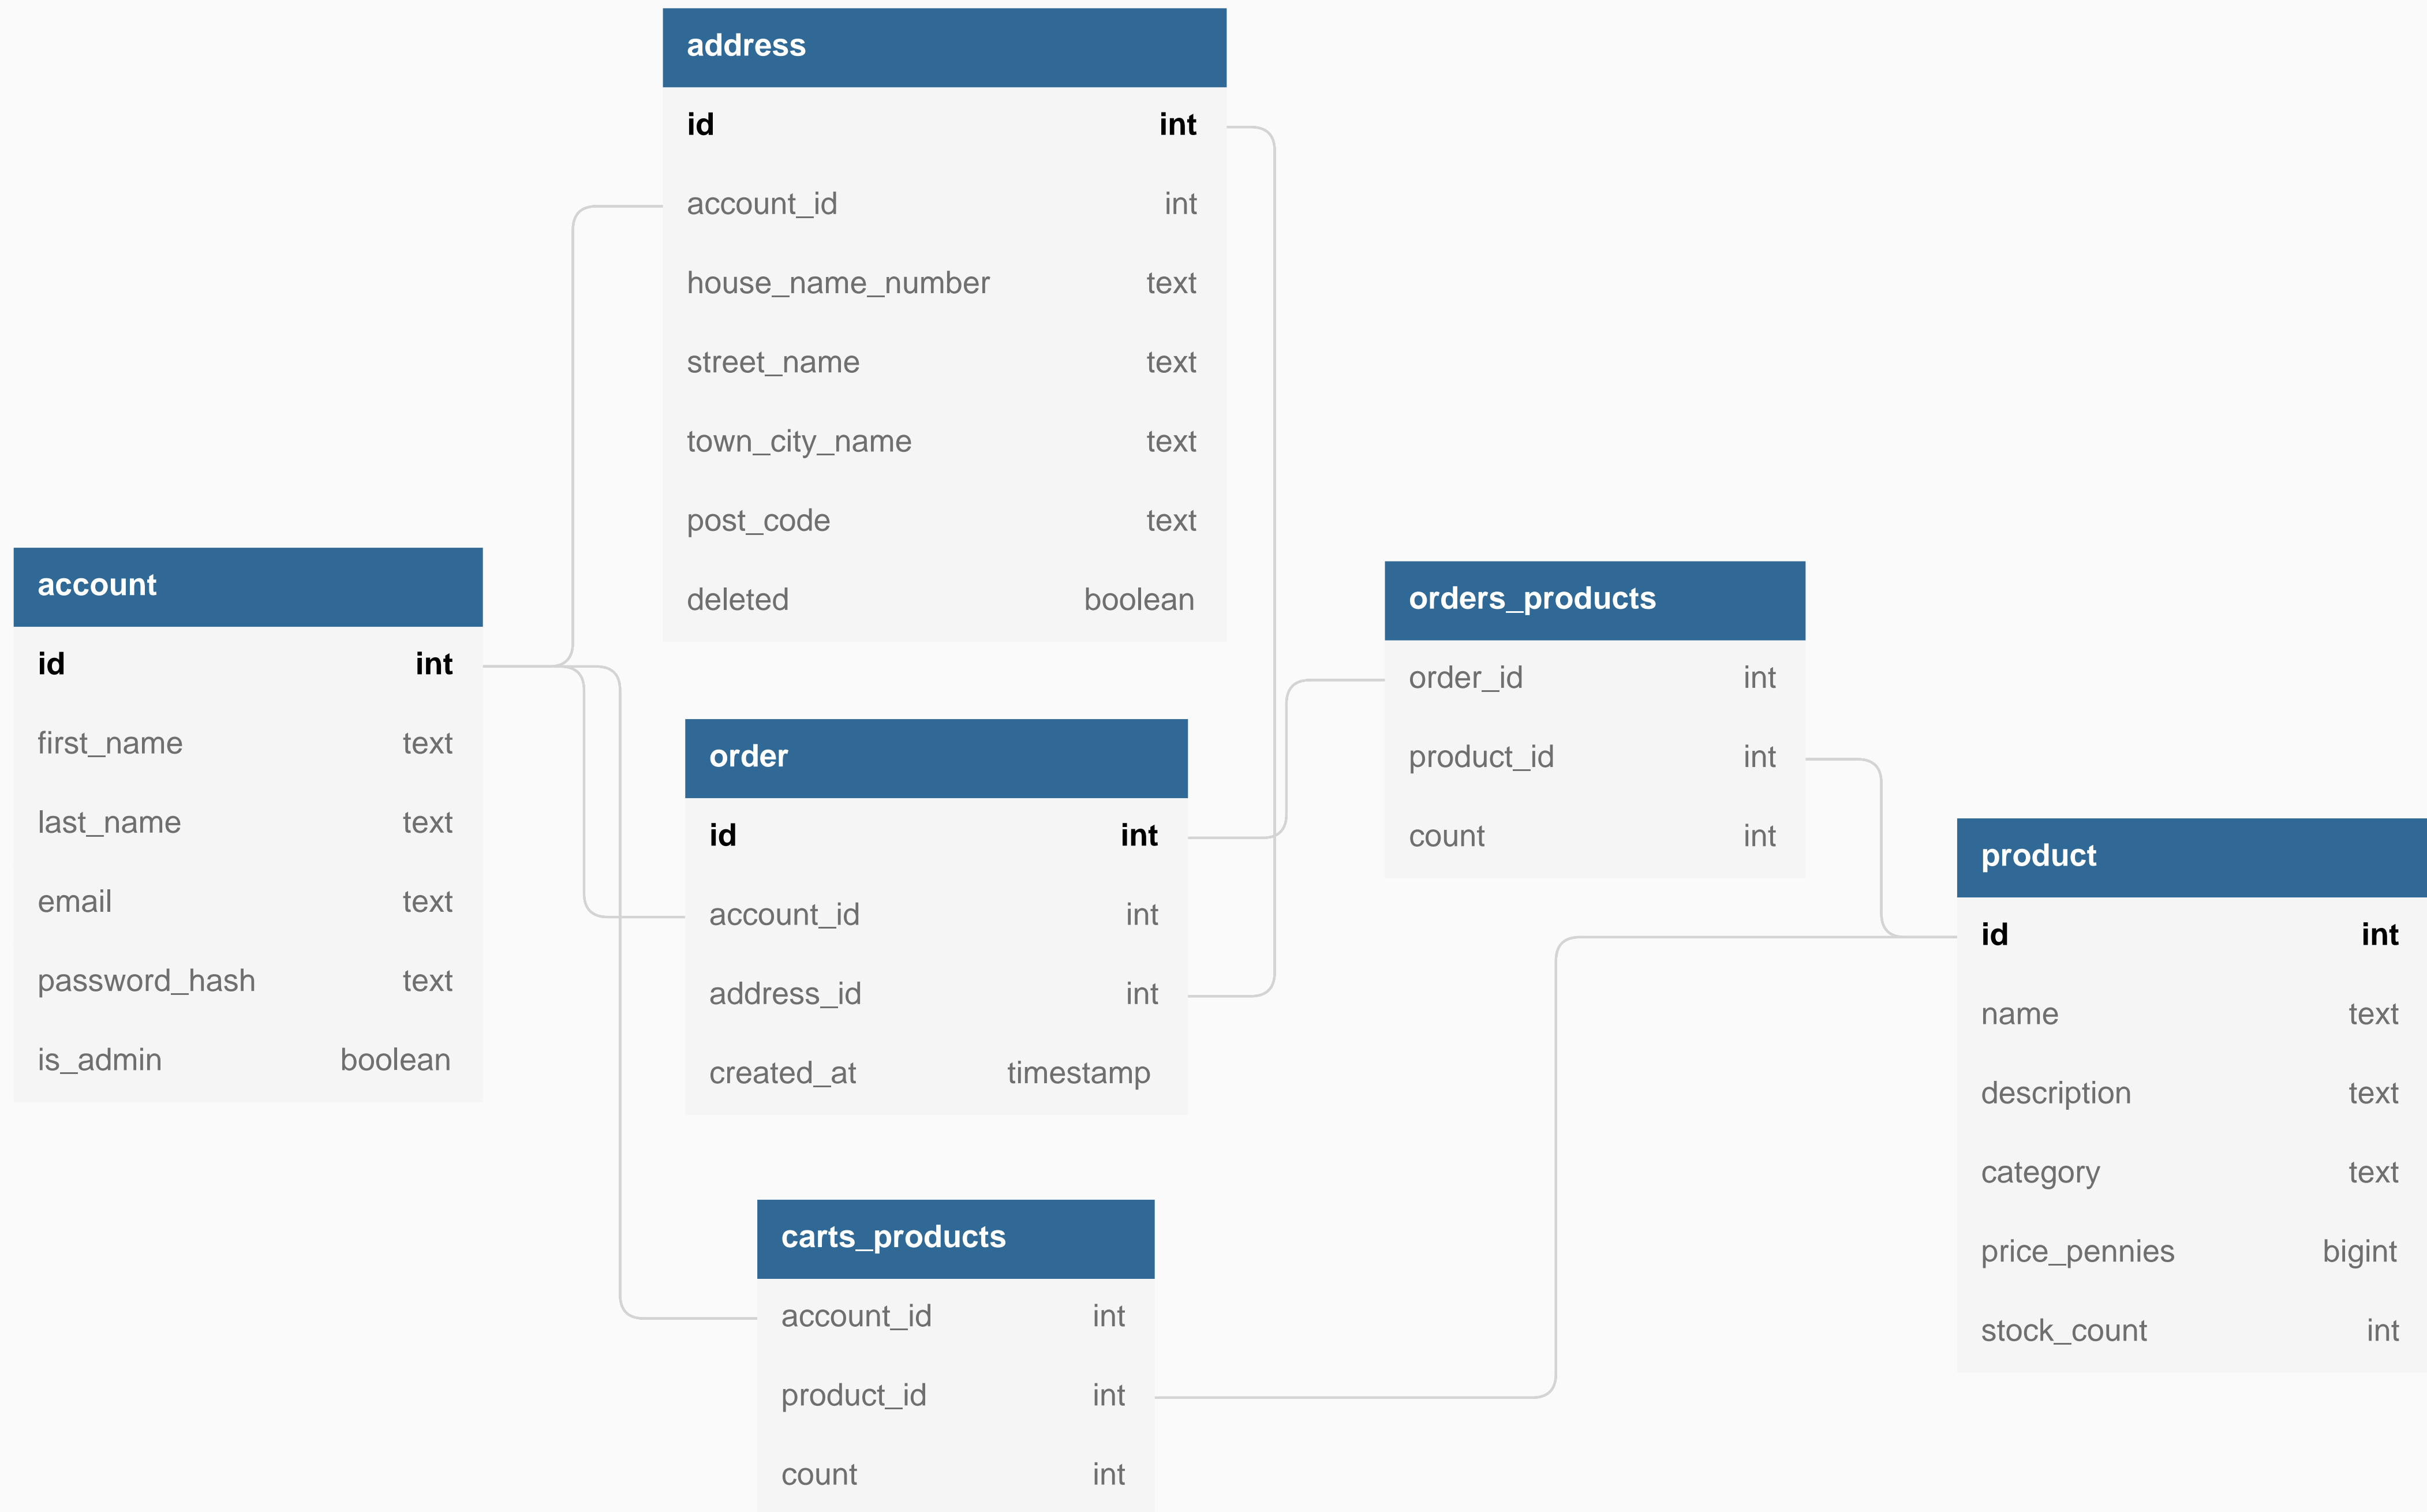 address
id int
account_id int
house_name_number text
street_name text
town_city_name text
post_code text
deleted boolean
account
id int
first_name text
last_name text
email text
password_hash text
is_admin boolean
order
id int
account_id int
address_id int
created_at timestamp
orders_products
order_id int
product_id int
count int
product
id int
name text
description text
category text
price_pennies bigint
stock_count int
carts_products
account_id int
product_id int
count int